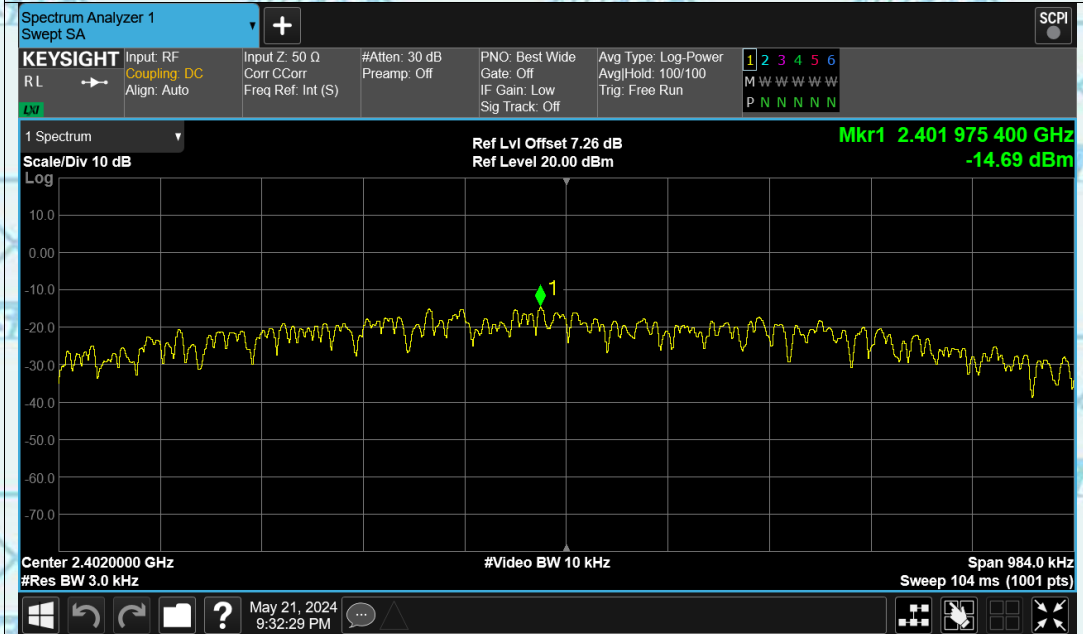 Spectrum Analyzer 1
Swept SA
+
SCPI
KEYSIGHT
RL
LXI
Input: RF
Coupling: DC
Align: Auto
Input Z: 50 Ω
Corr CCorr
Freq Ref: Int (S)
#Atten: 30 dB
Preamp: Off
PNO: Best Wide
Gate: Off
IF Gain: Low
Sig Track: Off
Avg Type: Log-Power
Avg|Hold: 100/100
Trig: Free Run
1 2 3 4 5 6
M W W W W W
P N N N N N
1 Spectrum
Scale/Div 10 dB
Log
Ref Lvl Offset 7.26 dB
Ref Level 20.00 dBm
Mkr1 2.401 975 400 GHz
-14.69 dBm
10.0
0.00
-10.0
1
-20.0
-30.0
-40.0
-50.0
-60.0
-70.0
Center 2.4020000 GHz
#Res BW 3.0 kHz
#Video BW 10 kHz
Span 984.0 kHz
Sweep 104 ms (1001 pts)
?
May 21, 2024
9:32:29 PM